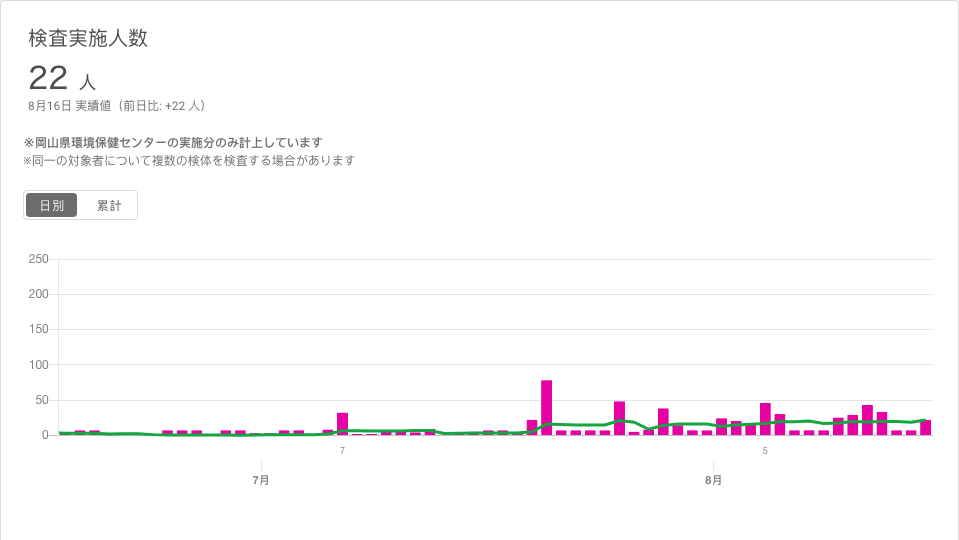 検査実施人数
22 人
8月16日 実績値（前日比: +22 人）
※岡山県環境保健センターの実施分のみ計上しています
※同一の対象者について複数の検体を検査する場合があります
日別 累計
250
200
150
100
50
0
7 5
7月 8月